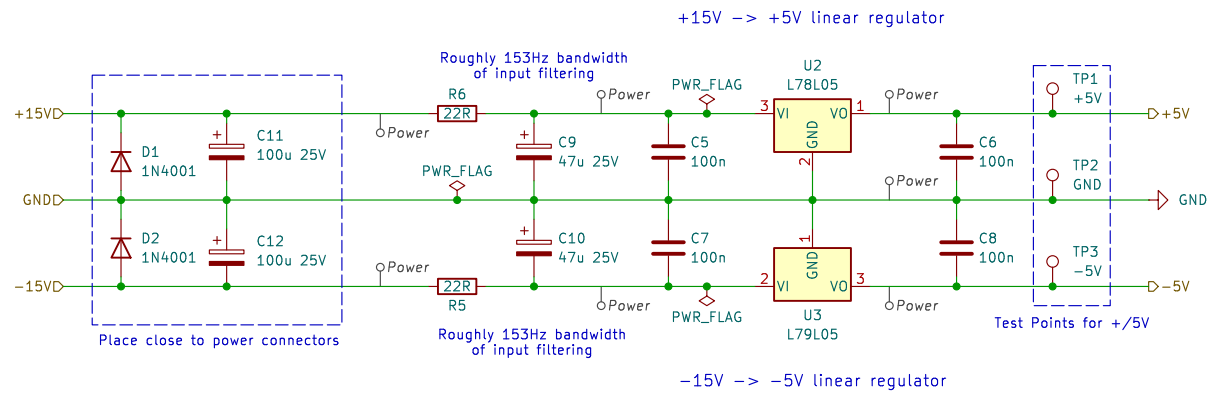 +15V -> +5V linear regulator
Roughly 153Hz bandwidth
of input filtering
PWR_FLAG
U2
L78L05
R6
22R
Power
Power
Power
3
VI
VO
1
GND
2
TP1
+5V
+15V
+5V
D1
1N4001
+
C11
100u 25V
+
C9
47u 25V
C5
100n
C6
100n
PWR_FLAG
Power
TP2
GND
GND
GND
D2
1N4001
+
C12
100u 25V
+
C10
47u 25V
C7
100n
C8
100n
1
GND
2
VI
VO
3
TP3
-5V
Power
-15V
22R
R5
Power
PWR_FLAG
U3
L79L05
Power
-5V
Place close to power connectors
Roughly 153Hz bandwidth
of input filtering
Test Points for +/5V
-15V -> -5V linear regulator